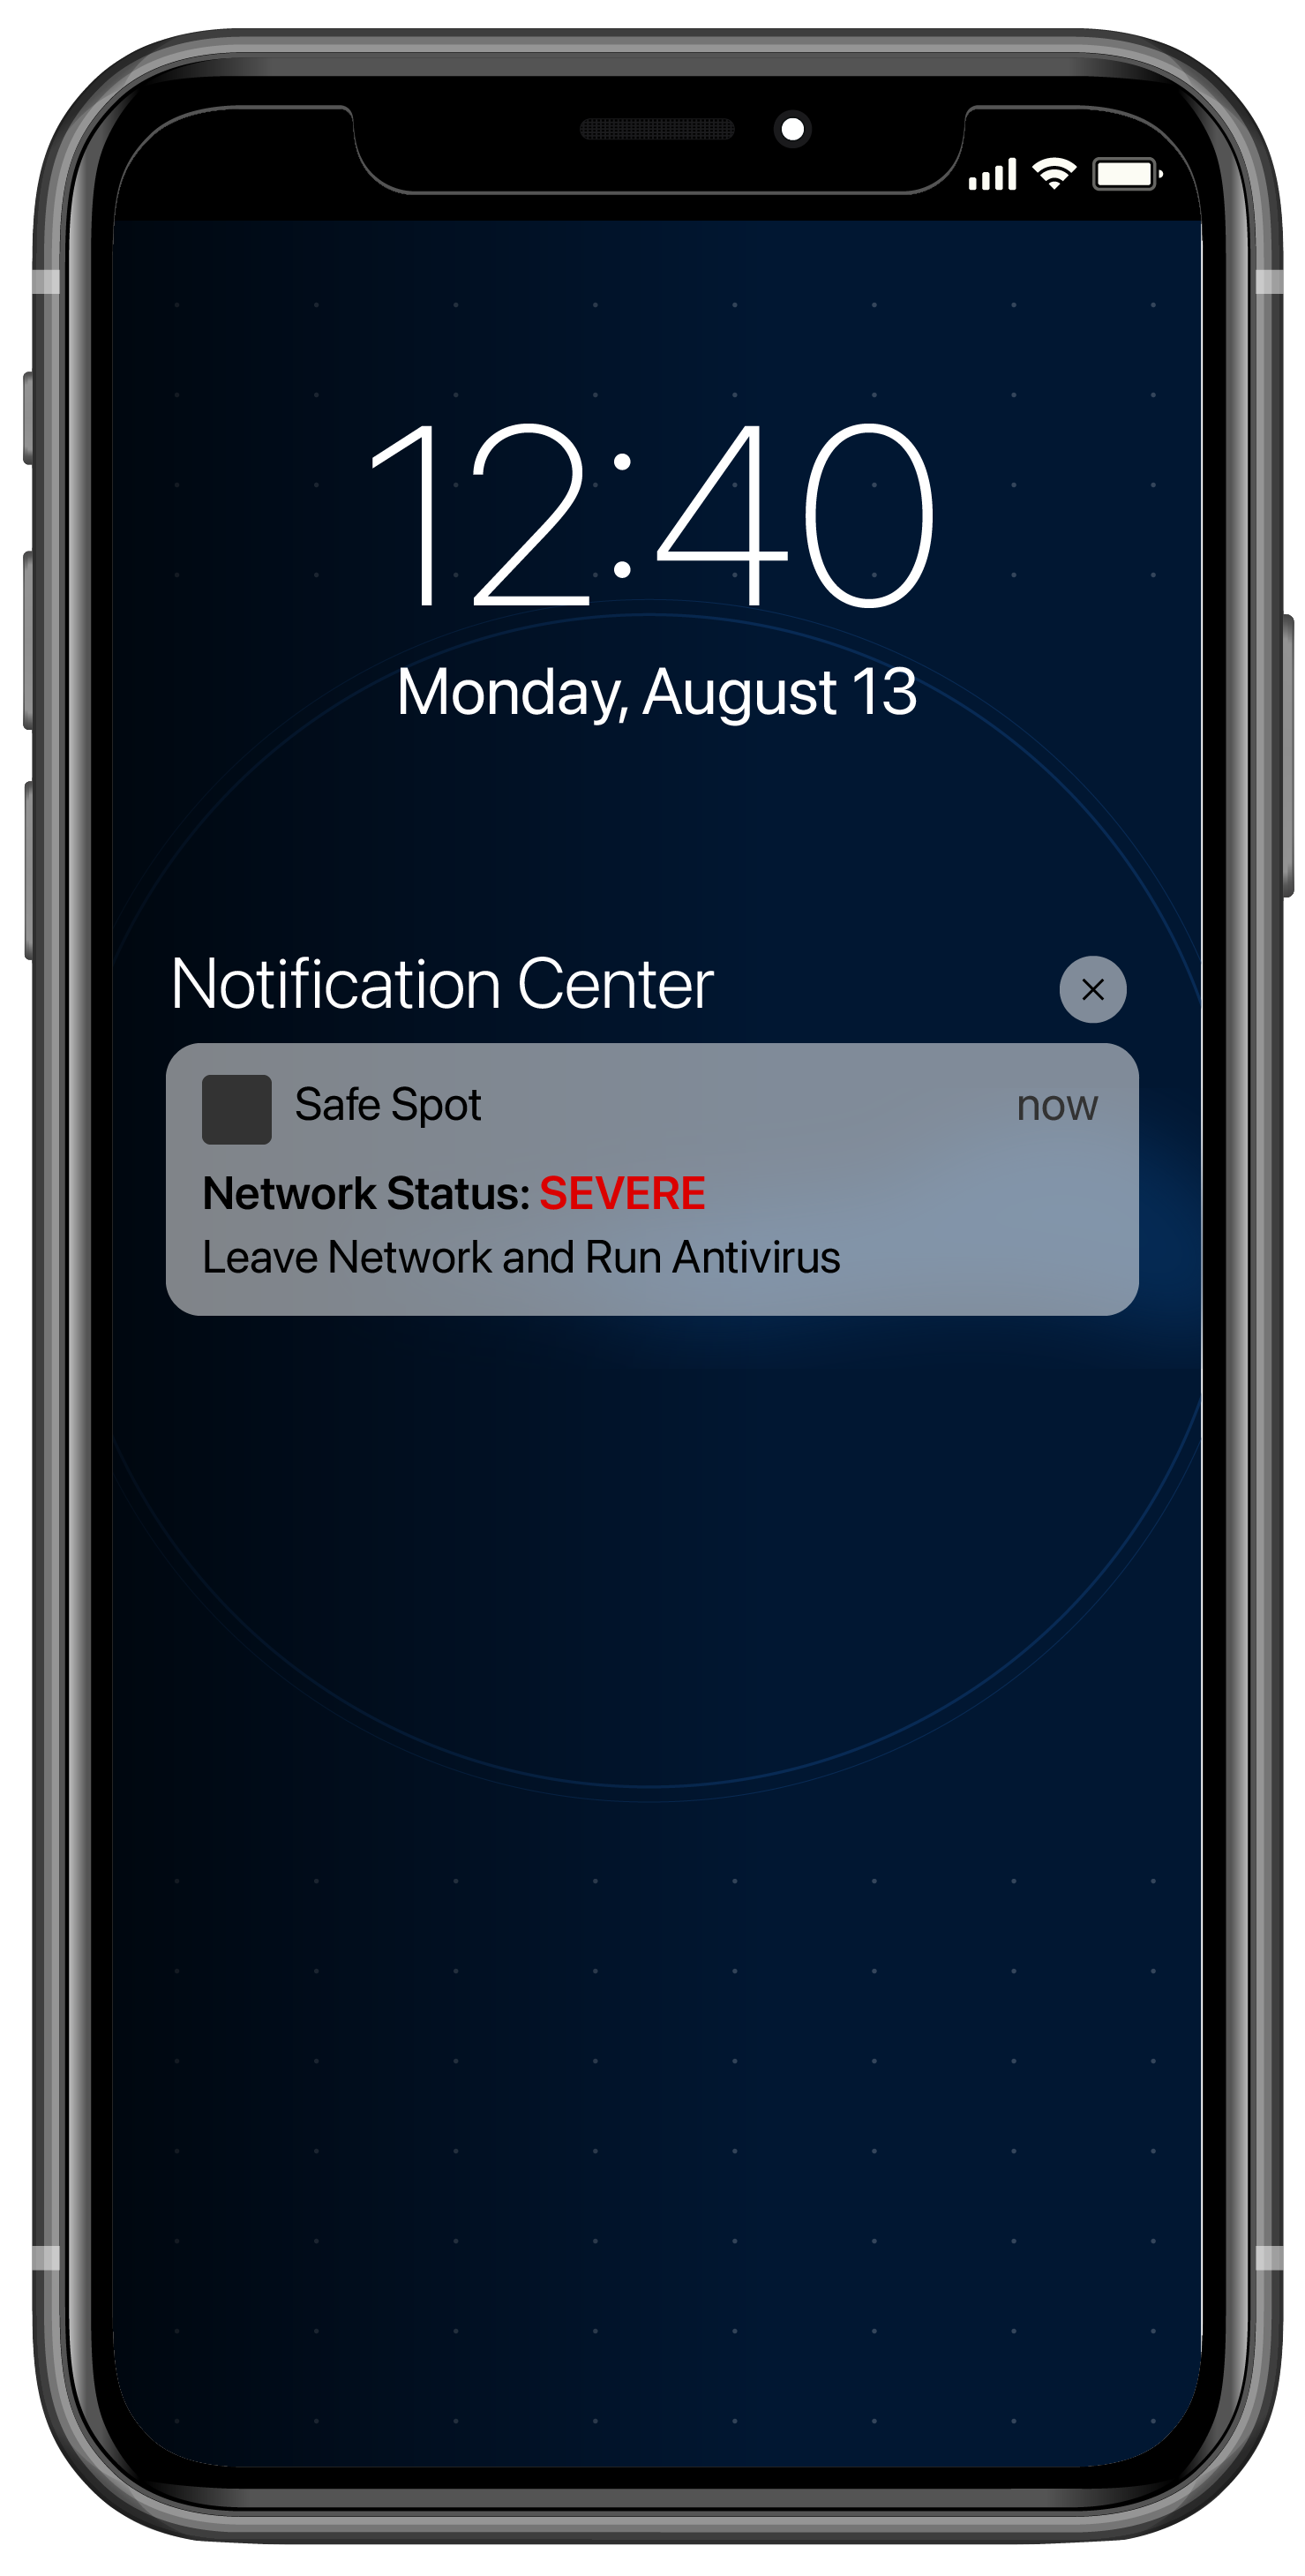 12:40
Monday, August 13
Notification Center
Safe Spot now
Network Status: SEVERE
Leave Network and Run Antivirus